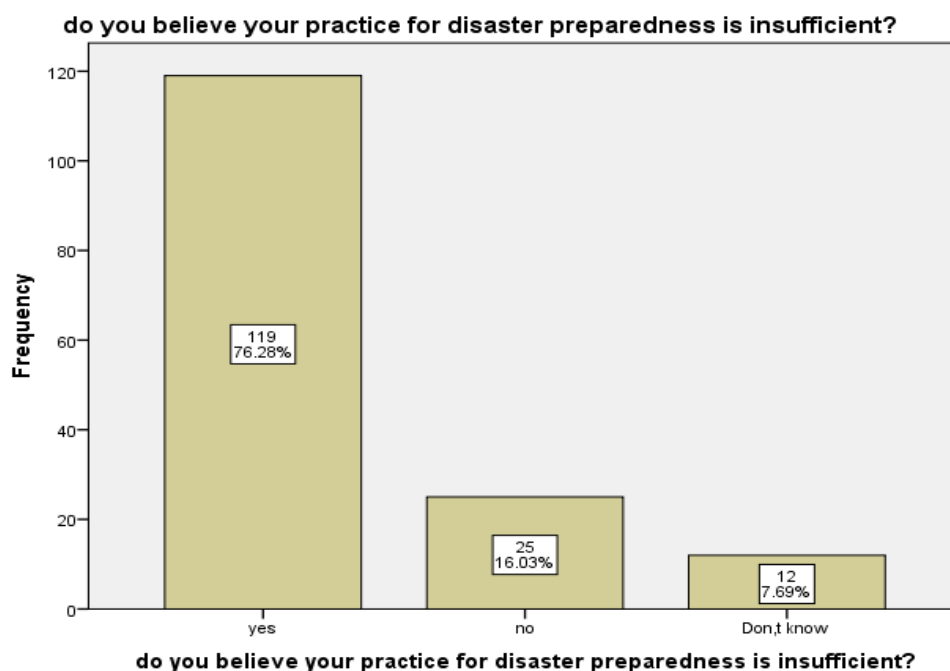 do you believe your practice for disaster preparedness is insufficient?
Frequency
120
100
80
60
40
20
0
119
76.28%
25
16.03%
12
7.69%
yes
no
Don,t know
do you believe your practice for disaster preparedness is insufficient?